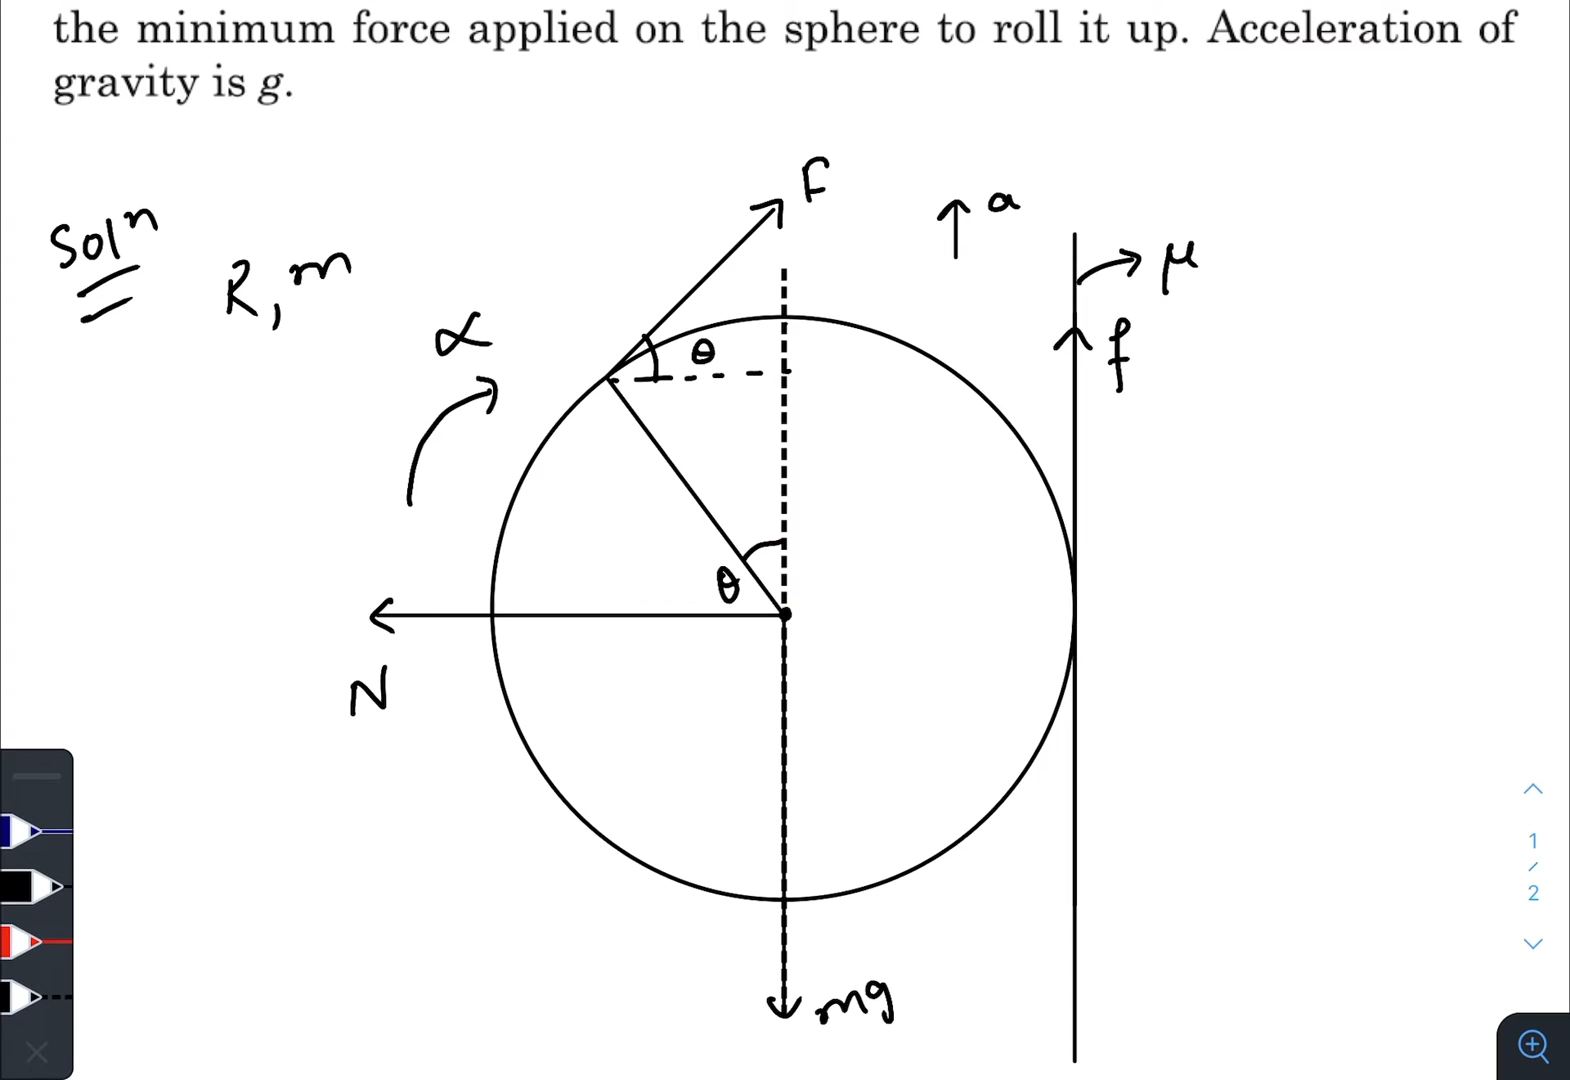 the minimum force applied on the sphere to roll it up. Acceleration of
gravity is g.
Solⁿ
R, m
α
F
a
μ
f
θ
θ
N
mg
1
/
2